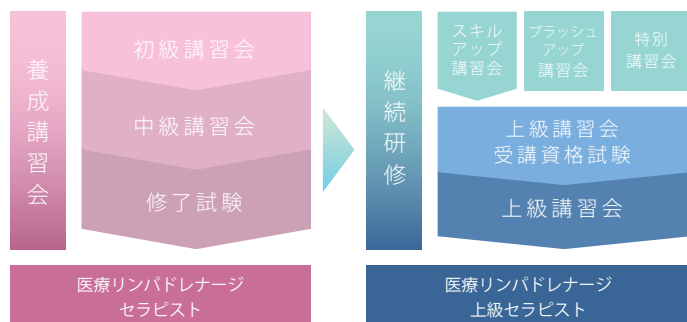 養成講習会
初級講習会
中級講習会
修了試験
医療リンパドレナージ
セラピスト
継続研修
スキル
アップ
講習会
ブラッシュ
アップ
講習会
特別
講習会
上級講習会
受講資格試験
上級講習会
医療リンパドレナージ
上級セラピスト